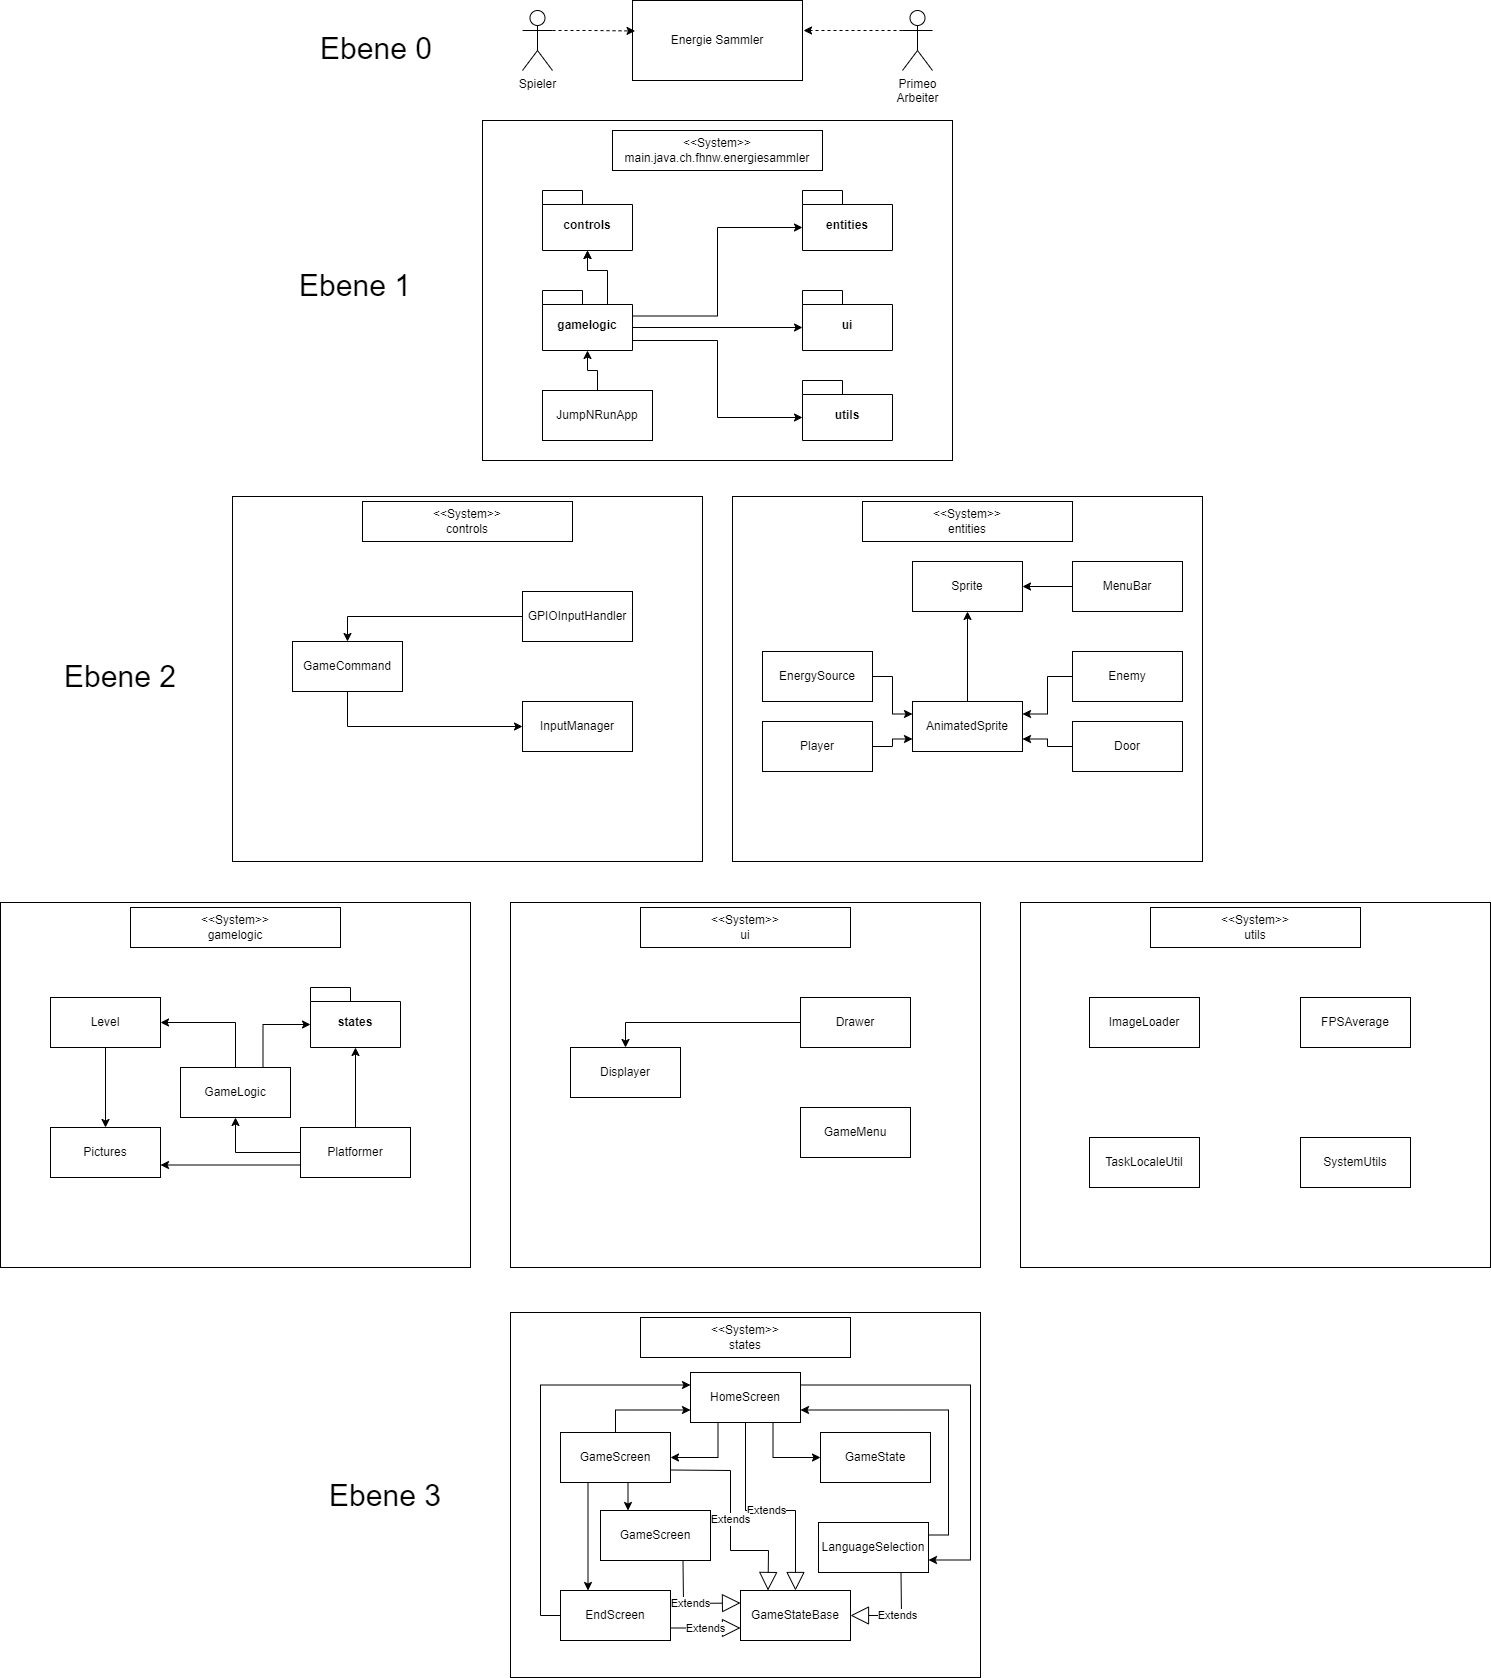 Ebene 0
Energie Sammler
Spieler
Primeo
Arbeiter
Ebene 1
<<System>>
main.java.ch.fhnw.energiesammler
controls
entities
gamelogic
ui
JumpNRunApp
utils
Ebene 2
<<System>>
controls
GPIOInputHandler
GameCommand
InputManager
<<System>>
entities
Sprite
MenuBar
EnergySource
Enemy
AnimatedSprite
Player
Door
<<System>>
gamelogic
Level
states
GameLogic
Pictures
Platformer
<<System>>
ui
Drawer
Displayer
GameMenu
<<System>>
utils
ImageLoader
FPSAverage
TaskLocaleUtil
SystemUtils
Ebene 3
<<System>>
states
HomeScreen
GameScreen
GameState
Extends
Extends
GameScreen
LanguageSelection
Extends
EndScreen
GameStateBase
Extends
Extends